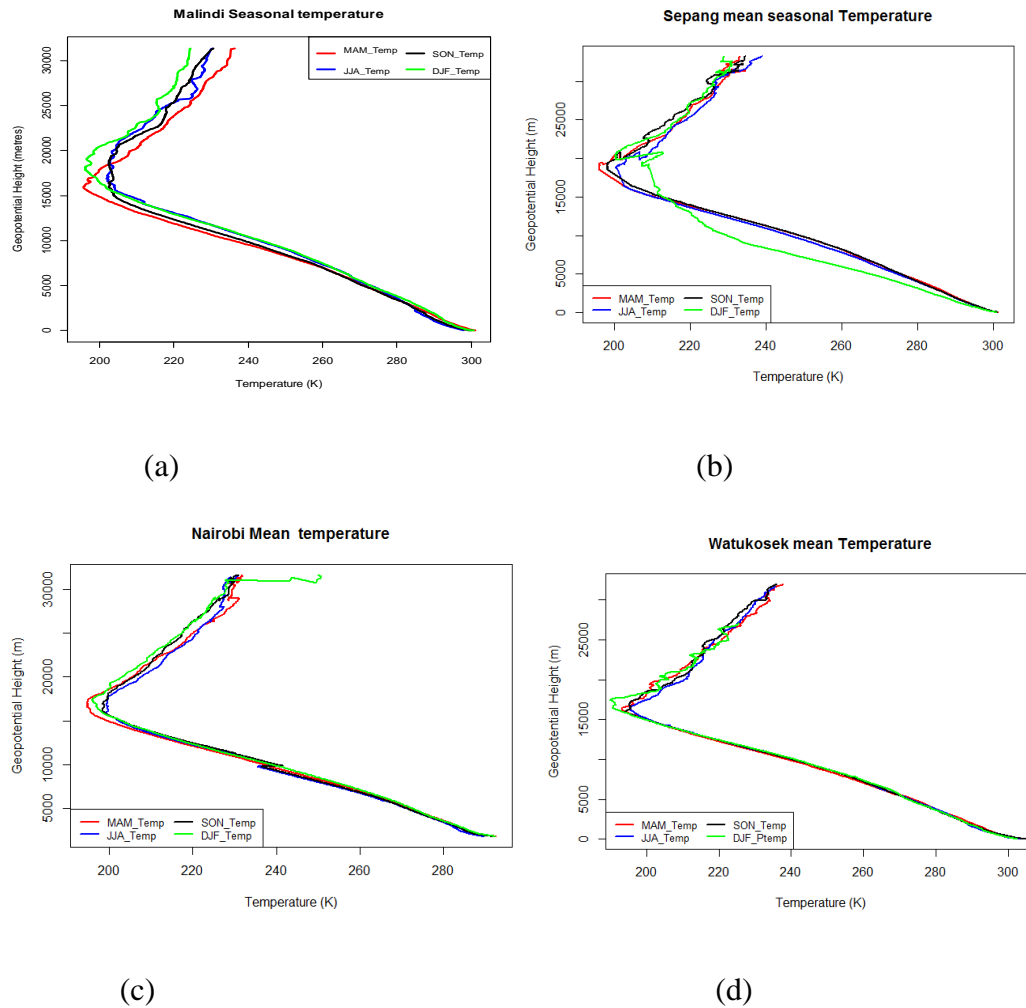 Malindi Seasonal temperature
Geopotential Height (metres)
30000
25000
20000
15000
10000
5000
0
MAM_Temp SON_Temp
JJA_Temp DJF_Temp
200 220 240 260 280 300
Temperature (K)
(a)
Sepang mean seasonal Temperature
Geopotential Height (m)
25000
15000
5000
0
MAM_Temp SON_Temp
JJA_Temp DJF_Temp
200 220 240 260 280 300
Temperature (K)
(b)
Nairobi Mean temperature
Geopotential Height (m)
30000
20000
10000
5000
MAM_Temp SON_Temp
JJA_Temp DJF_Temp
200 220 240 260 280
Temperature (K)
(c)
Watukosek mean Temperature
Geopotential Height (m)
25000
15000
5000
0
MAM_Temp SON_Temp
JJA_Temp DJF_Ptemp
200 220 240 260 280 300
Temperature (K)
(d)